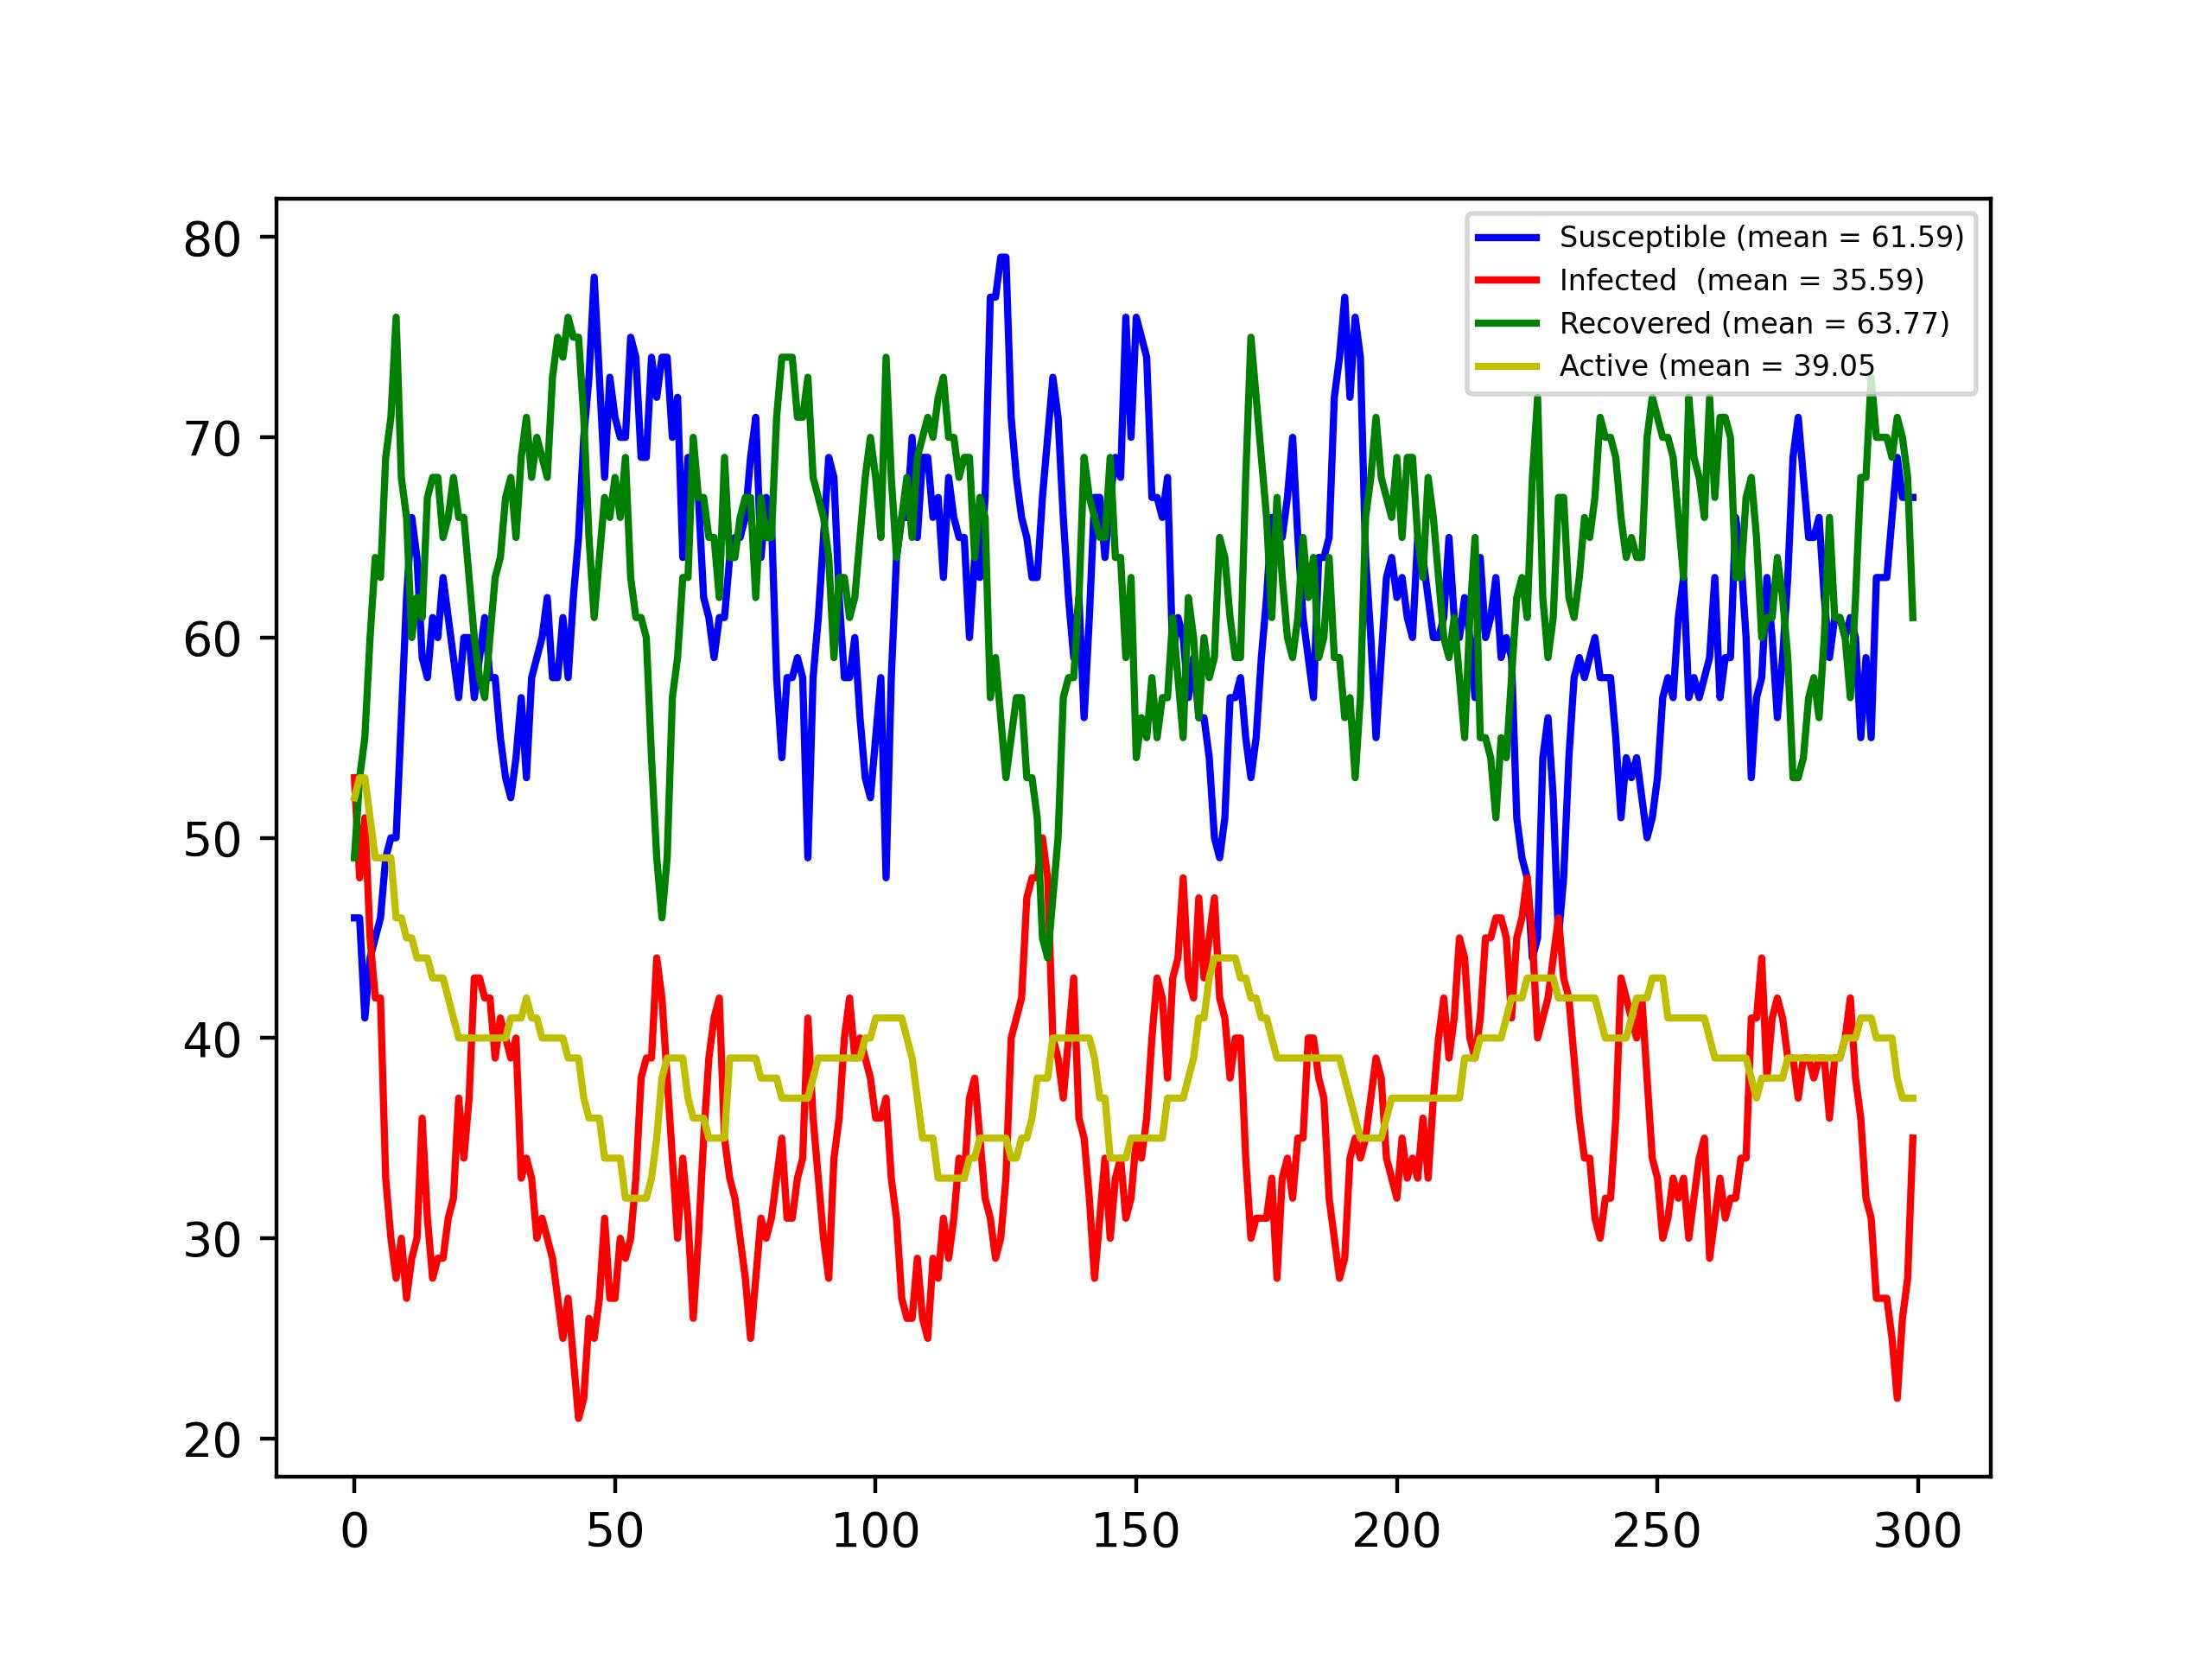 80
70
60
50
40
30
20
0 50 100 150 200 250 300
Susceptible (mean = 61.59)
Infected  (mean = 35.59)
Recovered (mean = 63.77)
Active (mean = 39.05